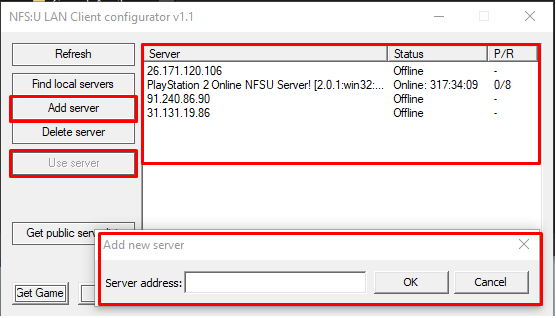 NFS:U LAN Client configurator v1.1
Refresh
Find local servers
Add server
Delete server
Use server
Server Status P/R
26.171.120.106 Offline -
PlayStation 2 Online NFSU Server! [2.0.1:win32:... Online: 317:34:09 0/8
91.240.86.90 Offline -
31.131.19.86 Offline -
Get public server
Add new server
Server address:
OK
Cancel
Get Game